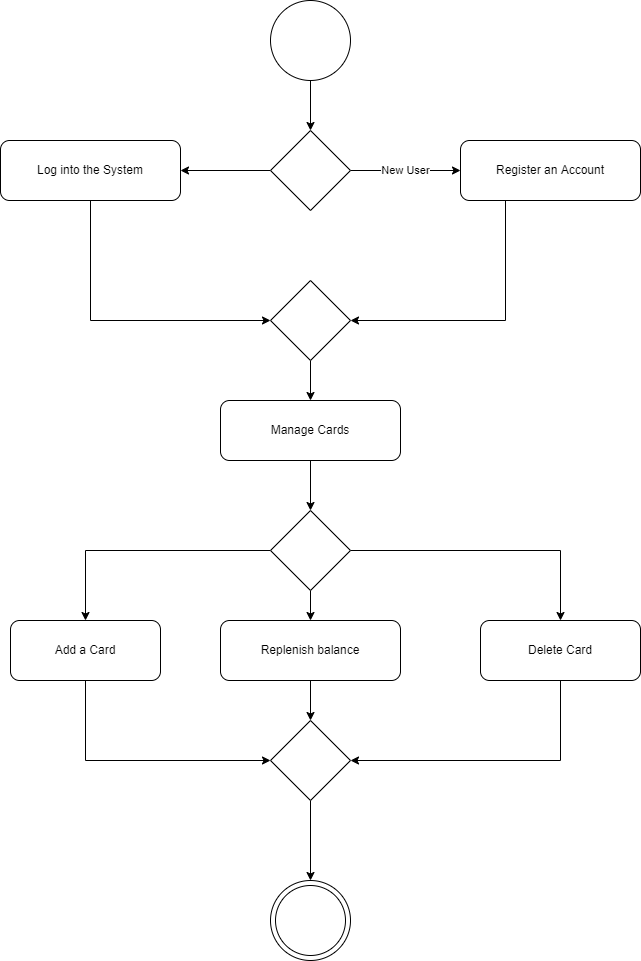 Log into the System
New User
Register an Account
Manage Cards
Add a Card
Replenish balance
Delete Card